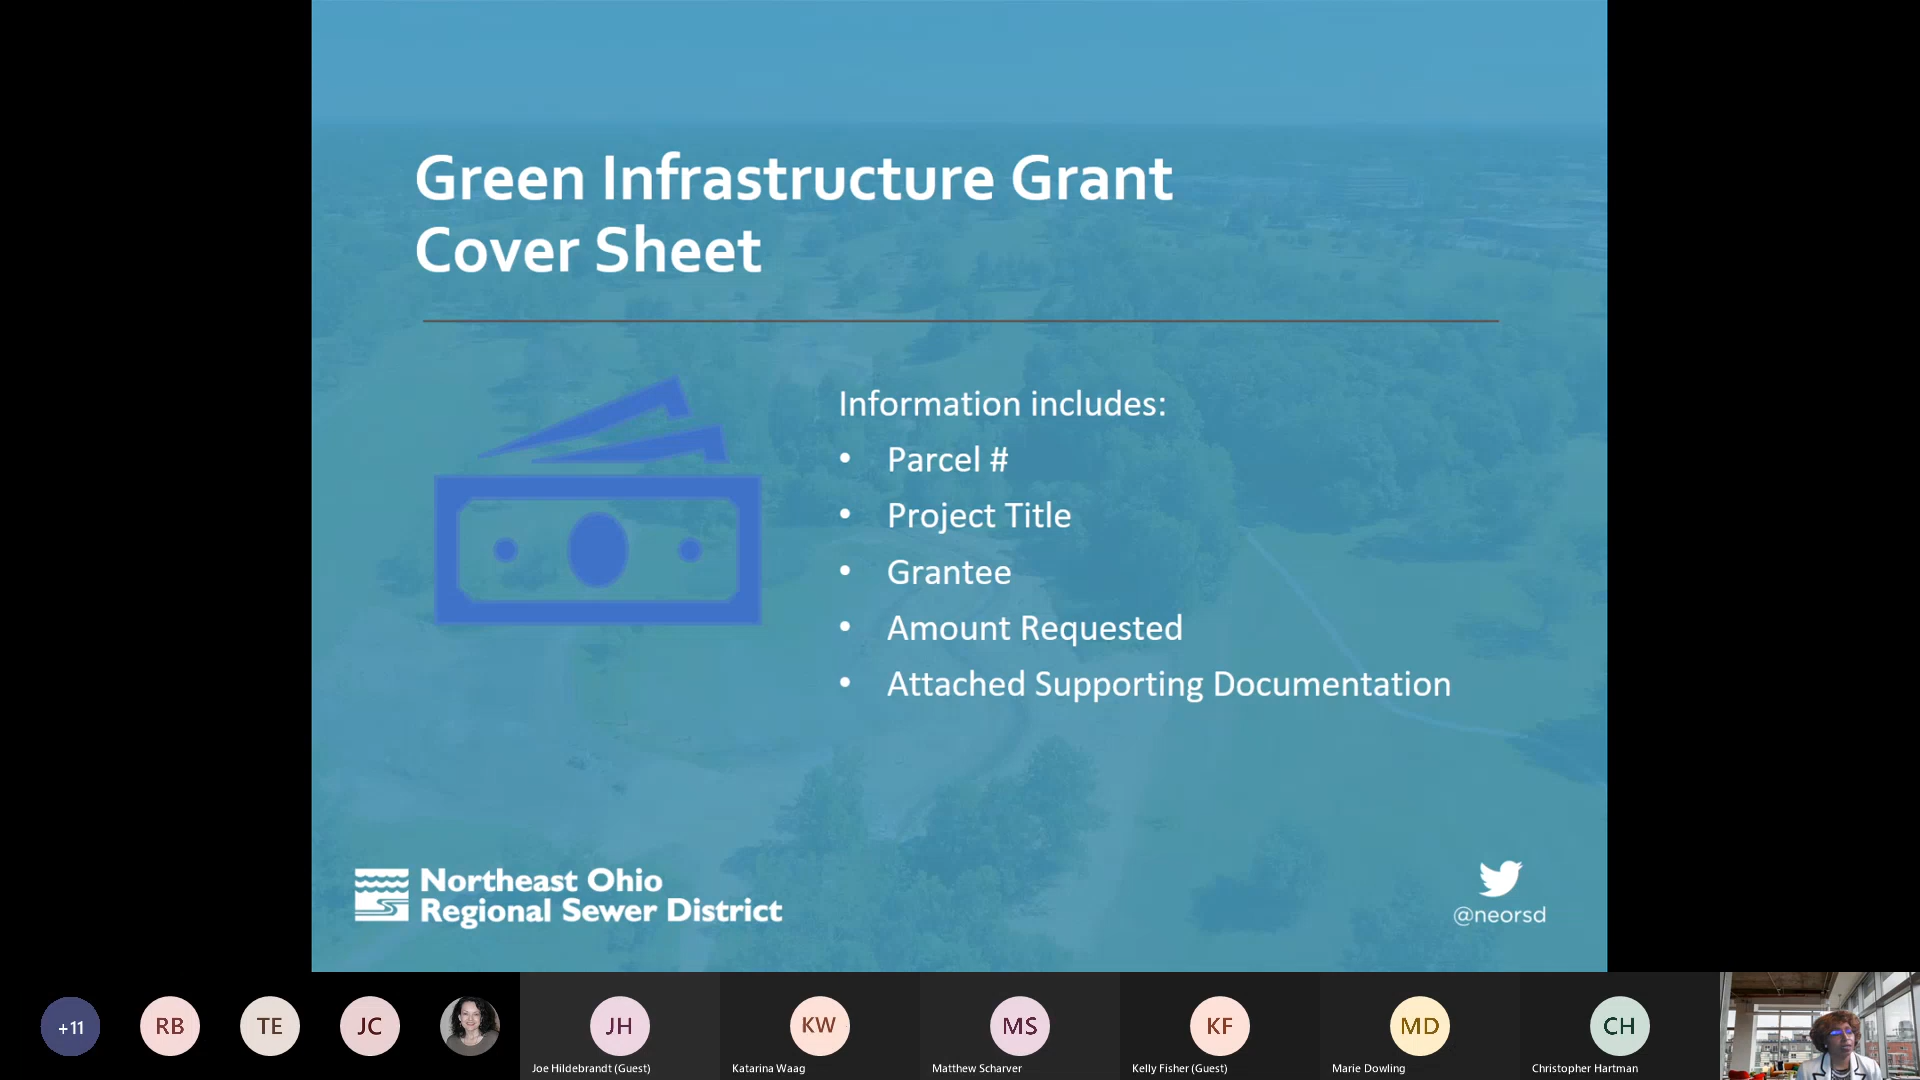 Green Infrastructure Grant
Cover Sheet
Information includes:
• Parcel #
• Project Title
• Grantee
• Amount Requested
• Attached Supporting Documentation
Northeast Ohio
Regional Sewer District
@neorsd
+11
RB
TE
JC
JH
KW
MS
KF
MD
CH
Joe Hildebrandt (Guest)
Katarina Waag
Matthew Scharver
Kelly Fisher (Guest)
Marie Dowling
Christopher Hartman